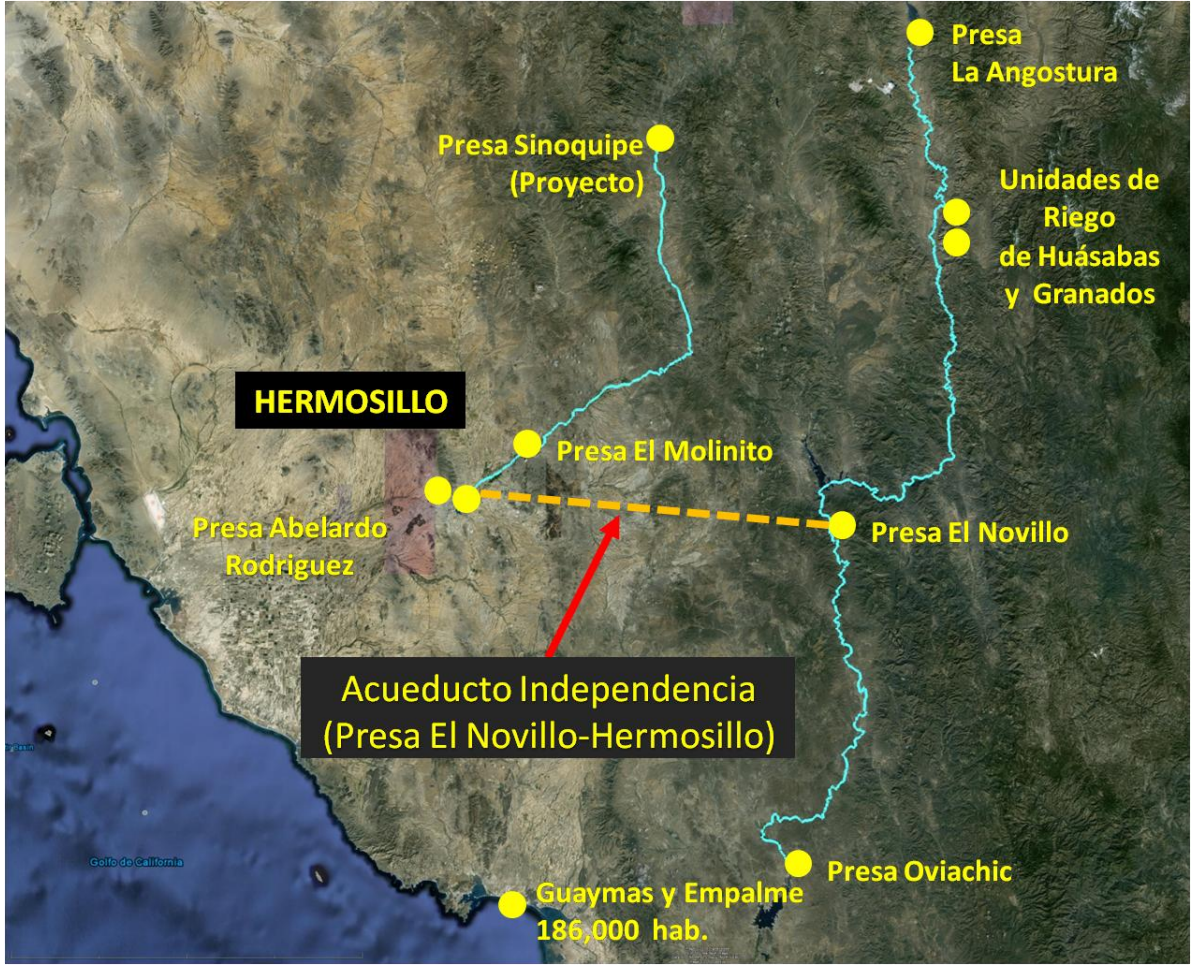 Presa
La Angostura
Presa Sinoquipe
(Proyecto)
Unidades de
Riego
de Huásabas
y Granados
HERMOSILLO
Presa El Molinito
Presa Abelardo
Rodriguez
Presa El Novillo
Acueducto Independencia
(Presa El Novillo-Hermosillo)
Golfo de California
Presa Oviachic
Guaymas y Empalme
186,000 hab.